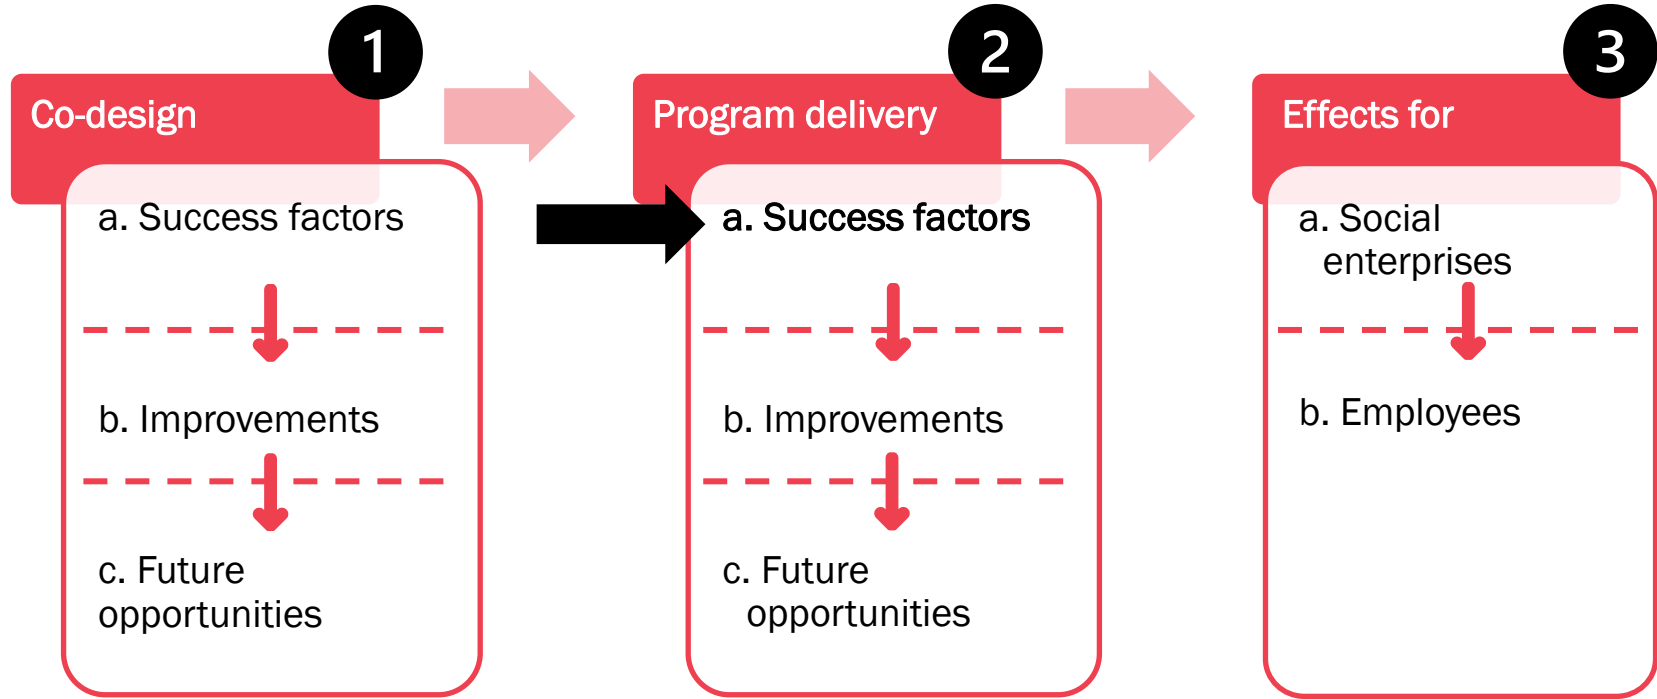 1
Co-design
a. Success factors
b. Improvements
c. Future
opportunities
2
Program delivery
a. Success factors
b. Improvements
c. Future
opportunities
3
Effects for
a. Social
enterprises
b. Employees